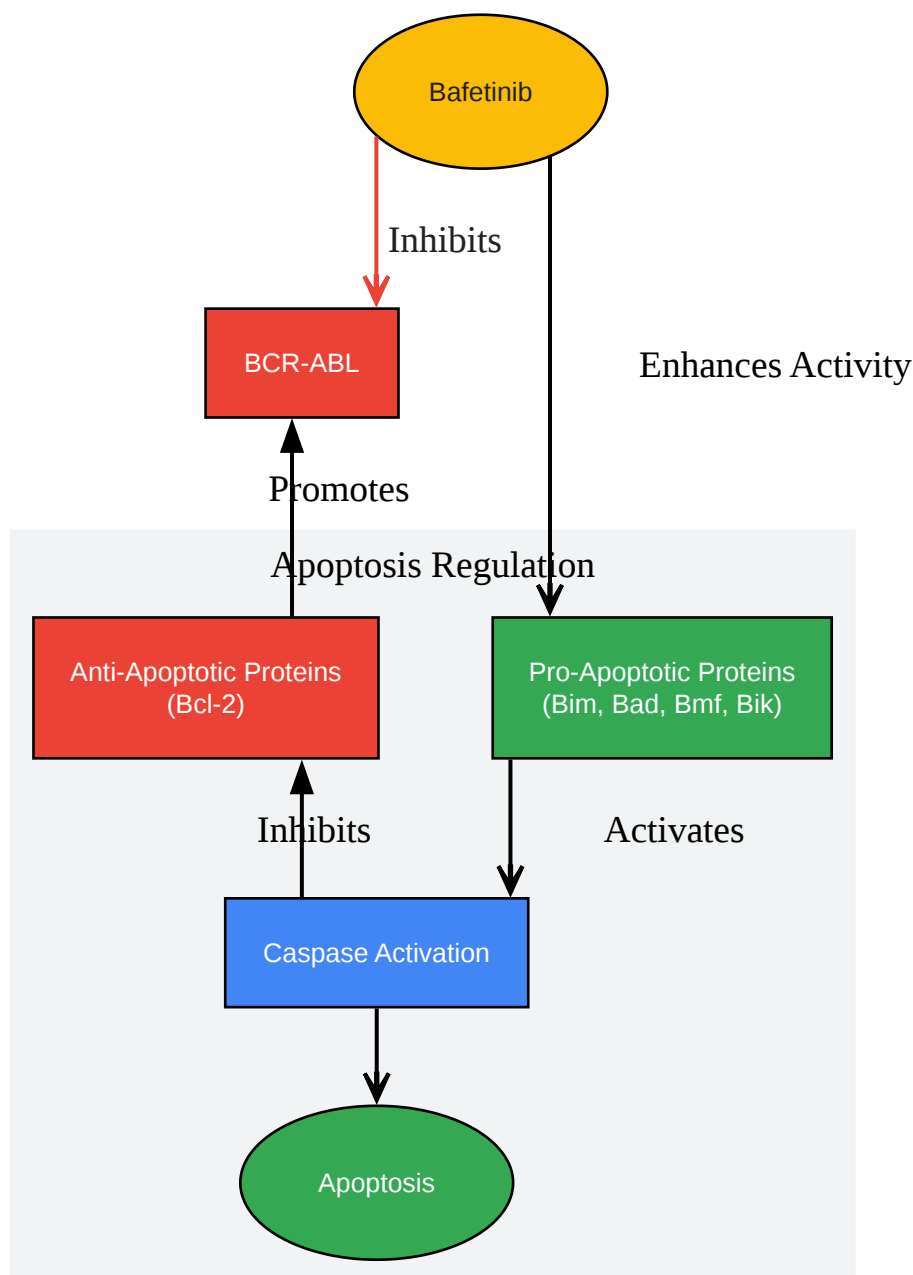 Bafetinib
Inhibits
BCR-ABL
Enhances Activity
Promotes
Apoptosis Regulation
Anti-Apoptotic Proteins
(Bcl-2)
Pro-Apoptotic Proteins
(Bim, Bad, Bmf, Bik)
Inhibits
Activates
Caspase Activation
Apoptosis